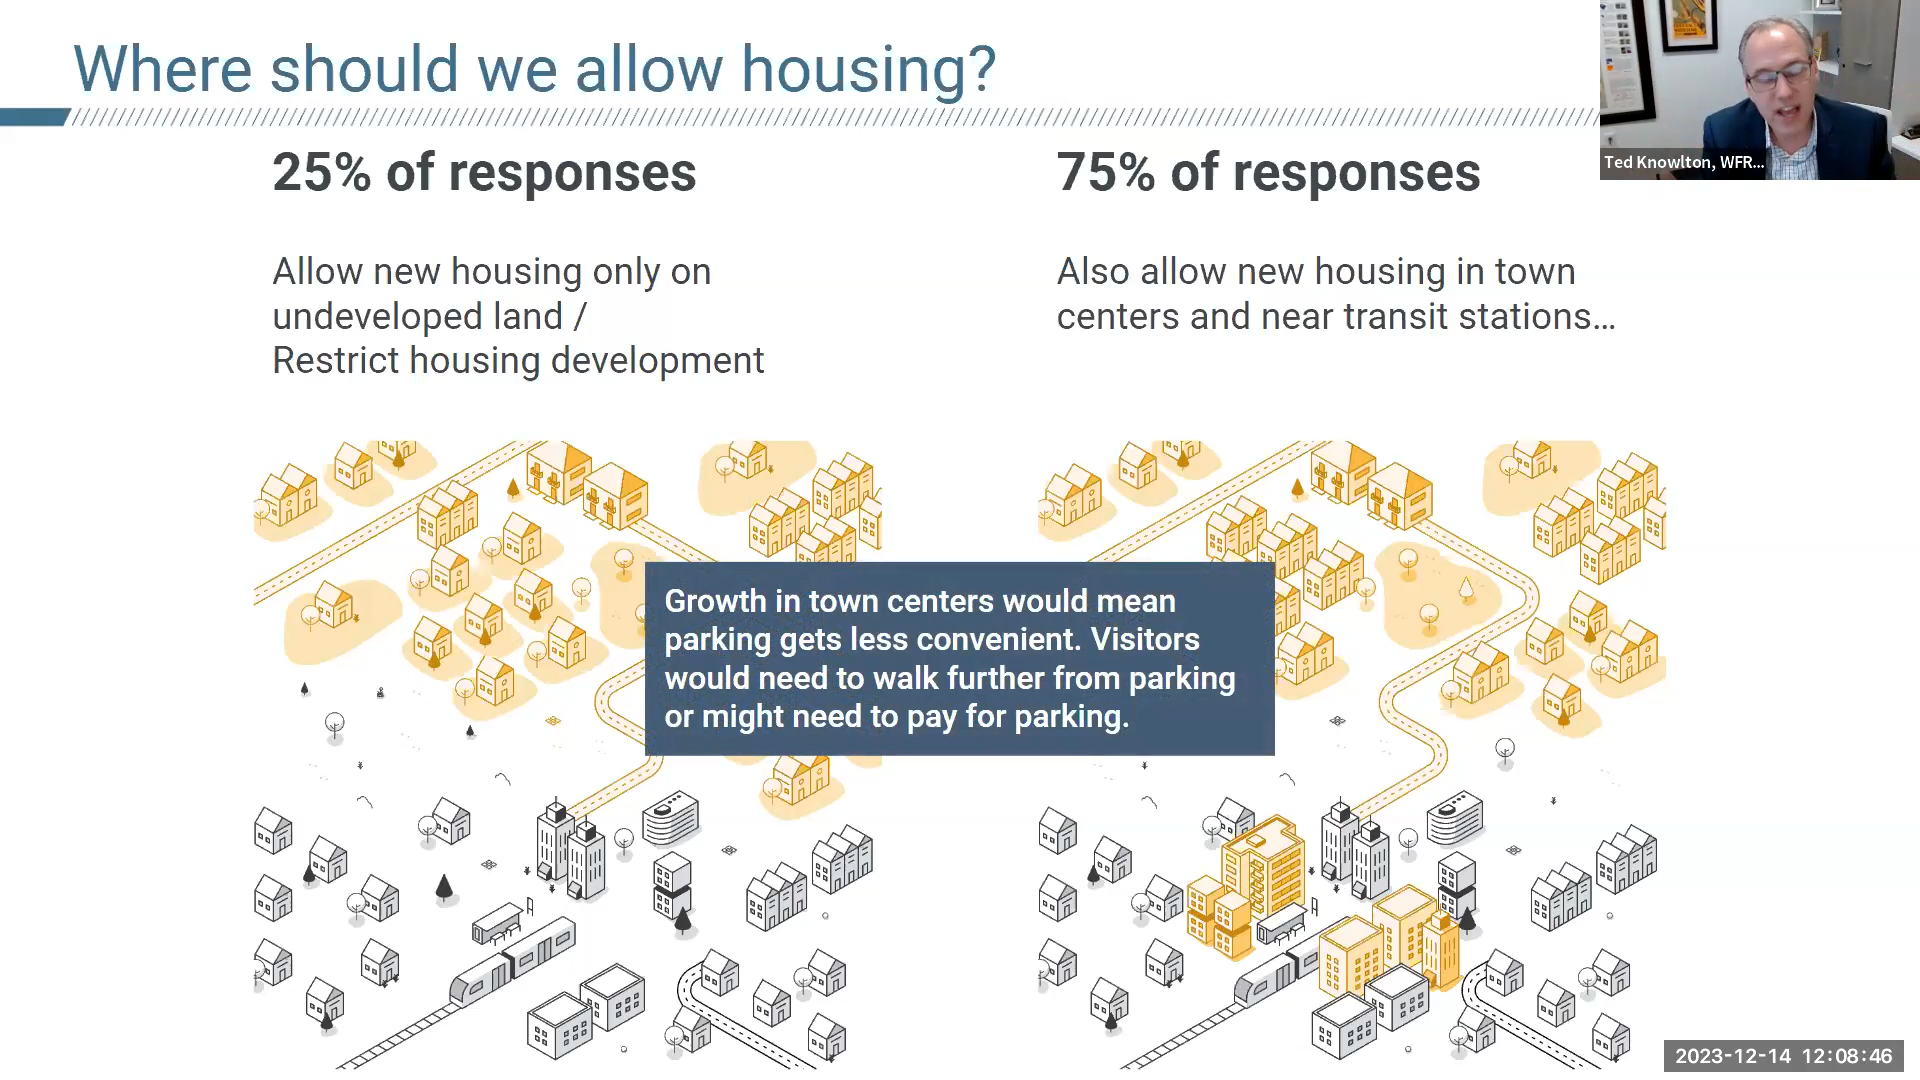 Where should we allow housing?
25% of responses
Allow new housing only on
undeveloped land /
Restrict housing development
75% of responses
Also allow new housing in town
centers and near transit stations...
Growth in town centers would mean
parking gets less convenient. Visitors
would need to walk further from parking
or might need to pay for parking.
Ted Knowlton, WFR...
2023-12-14 12:08:46